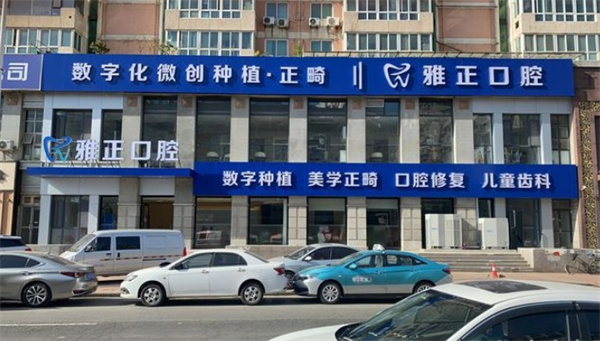 司
数字化微创种植·正畸 雅正口腔
雅正口腔
数字种植 美学正畸 口腔修复 儿童齿科